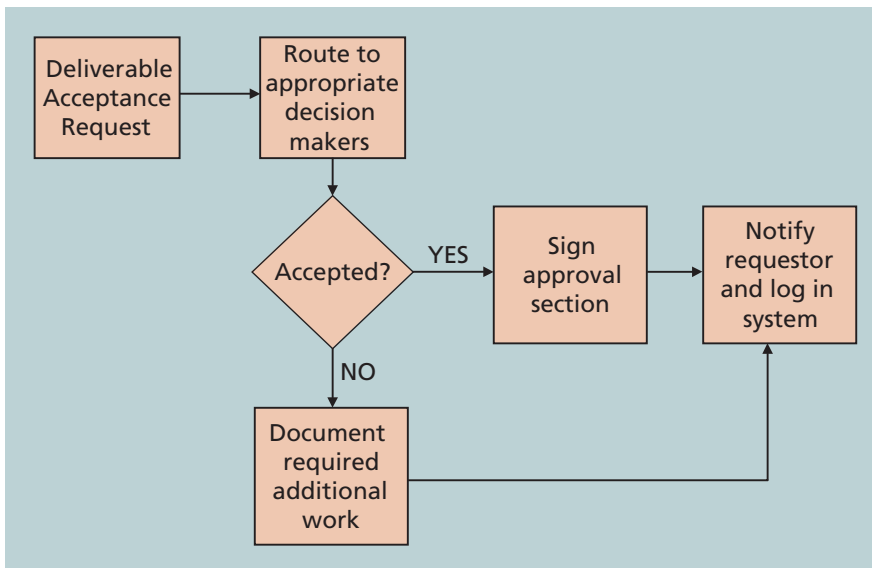 Deliverable
Acceptance
Request
Route to
appropriate
decision
makers
Accepted?
YES
Sign
approval
section
Notify
requestor
and log in
system
NO
Document
required
additional
work